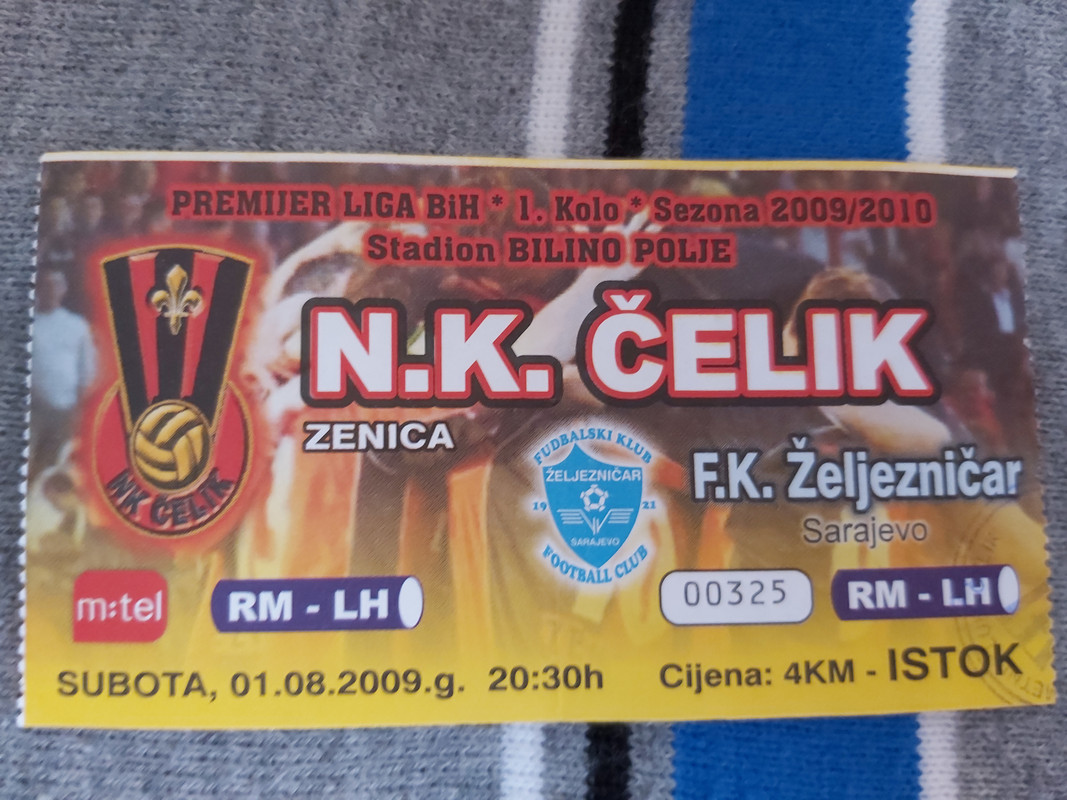 PREMIJER LIGA BiH * 1. Kolo * Sezona 2009/2010
Stadion BILINO POLJE
N.K. ČELIK
ZENICA
NK ČELIK
FUDBALSKI KLUB
ŽELJEZNIČAR
19 21
SARAJEVO
FOOTBALL CLUB
F.K. Željezničar
Sarajevo
m:tel
RM - LH
00325
RM - LH
SUBOTA, 01.08.2009.g. 20:30h
Cijena: 4KM - ISTOK